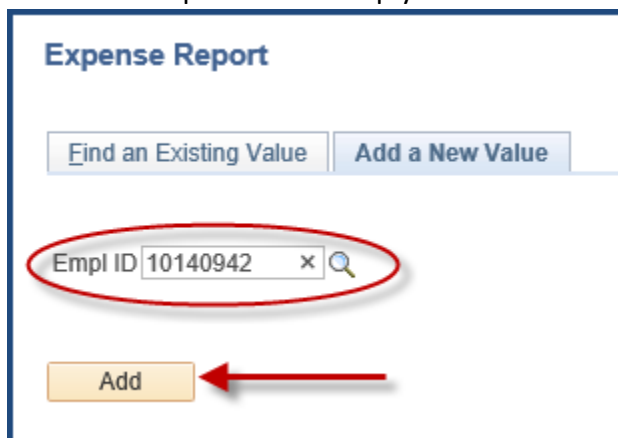 Expense Report
Find an Existing Value Add a New Value
Empl ID 10140942 ×
Add